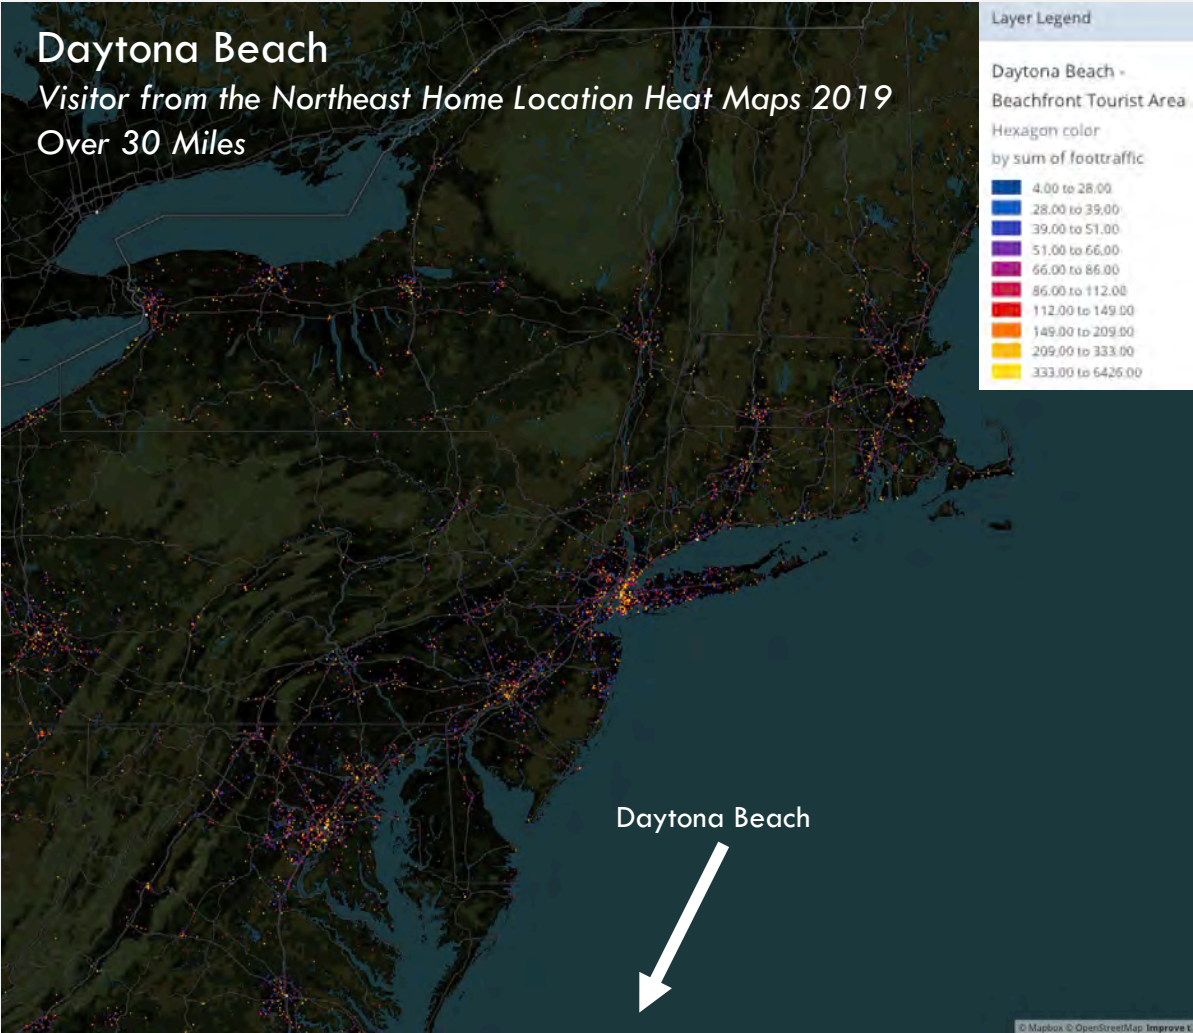 Daytona Beach
Visitor from the Northeast Home Location Heat Maps 2019
Over 30 Miles
Layer Legend
Daytona Beach -
Beachfront Tourist Area
Hexagon color
by sum of foottraffic
4.00 to 28.00
28.00 to 39.00
39.00 to 51.00
51.00 to 66.00
66.00 to 86.00
86.00 to 112.00
112.00 to 149.00
149.00 to 209.00
209.00 to 333.00
333.00 to 6426.00
Daytona Beach
© Mapbox © OpenStreetMap Improve